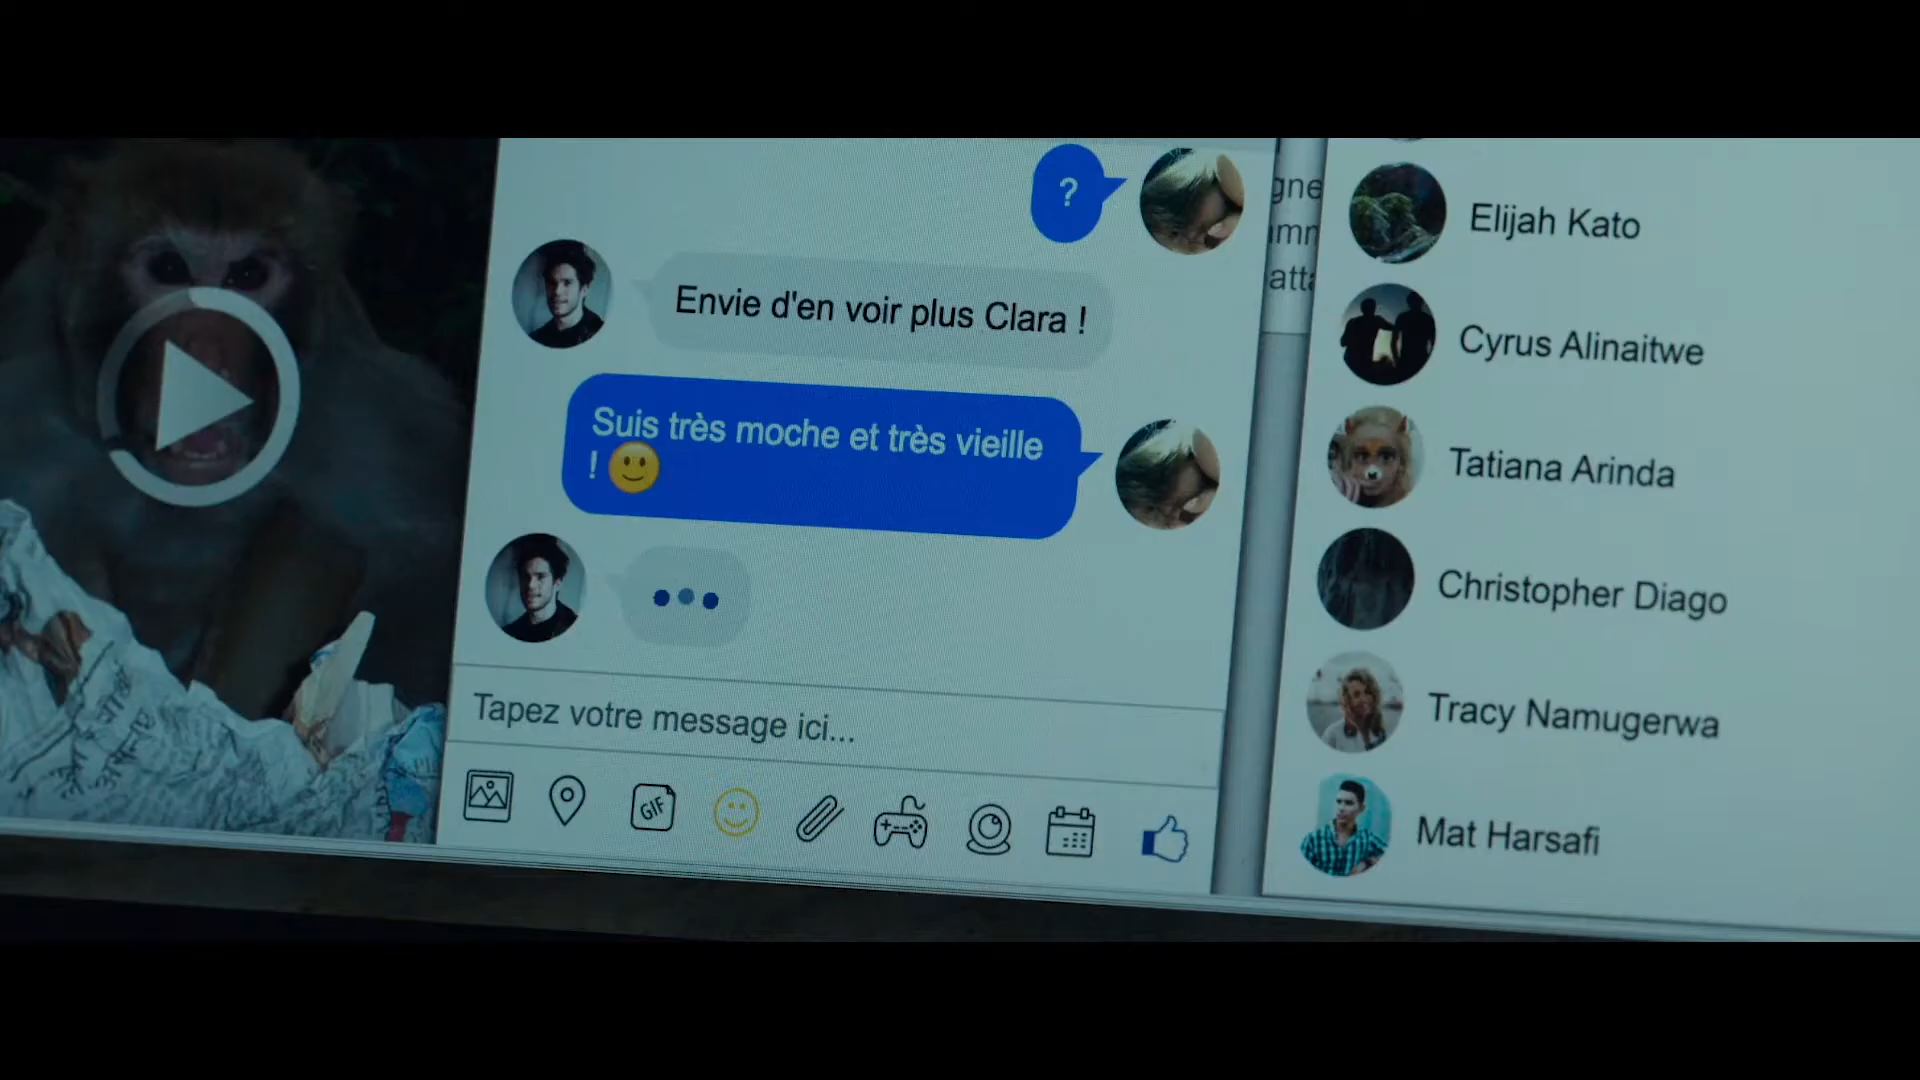 ?
Envie d'en voir plus Clara !
Suis très moche et très vieille
!
Tapez votre message ici...
GIF
gne
Elijah Kato
Cyrus Alinaitwe
Tatiana Arinda
Christopher Diago
Tracy Namugerwa
Mat Harsafi